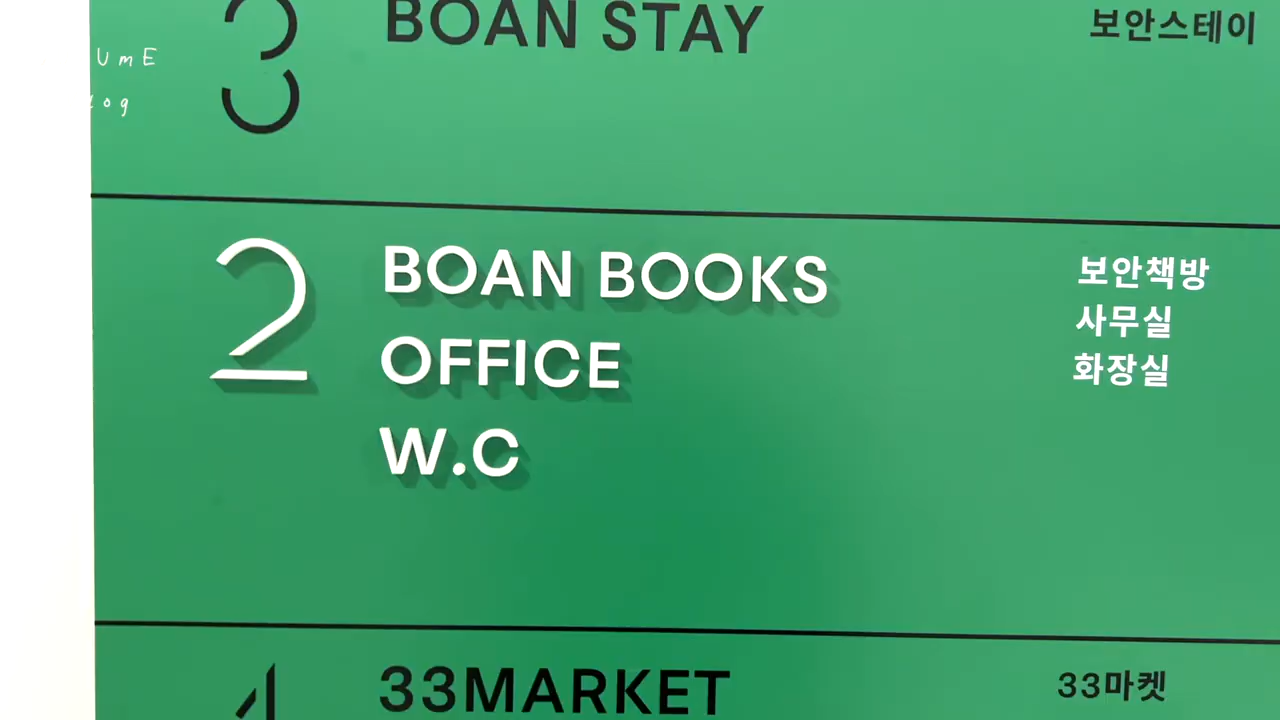 3 BOAN STAY 보안스테이
2 BOAN BOOKS 보안책방
OFFICE 사무실
W.C 화장실
33MARKET 33마켓